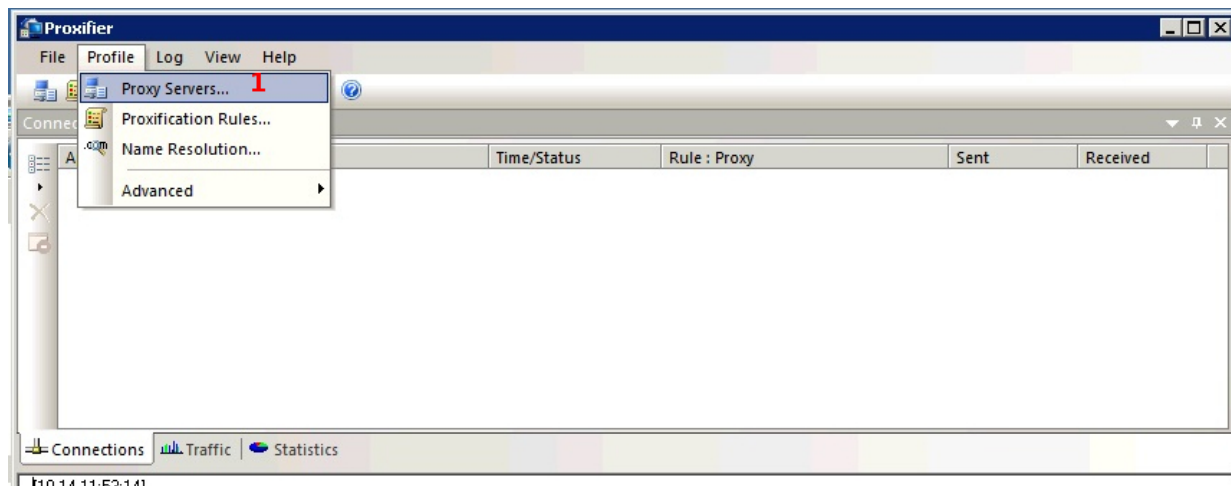 Proxifier
File Profile Log View Help
Proxy Servers... 1
Connec
Proxification Rules...
Name Resolution...
A Time/Status Rule : Proxy Sent Received
Advanced
Connections Traffic Statistics